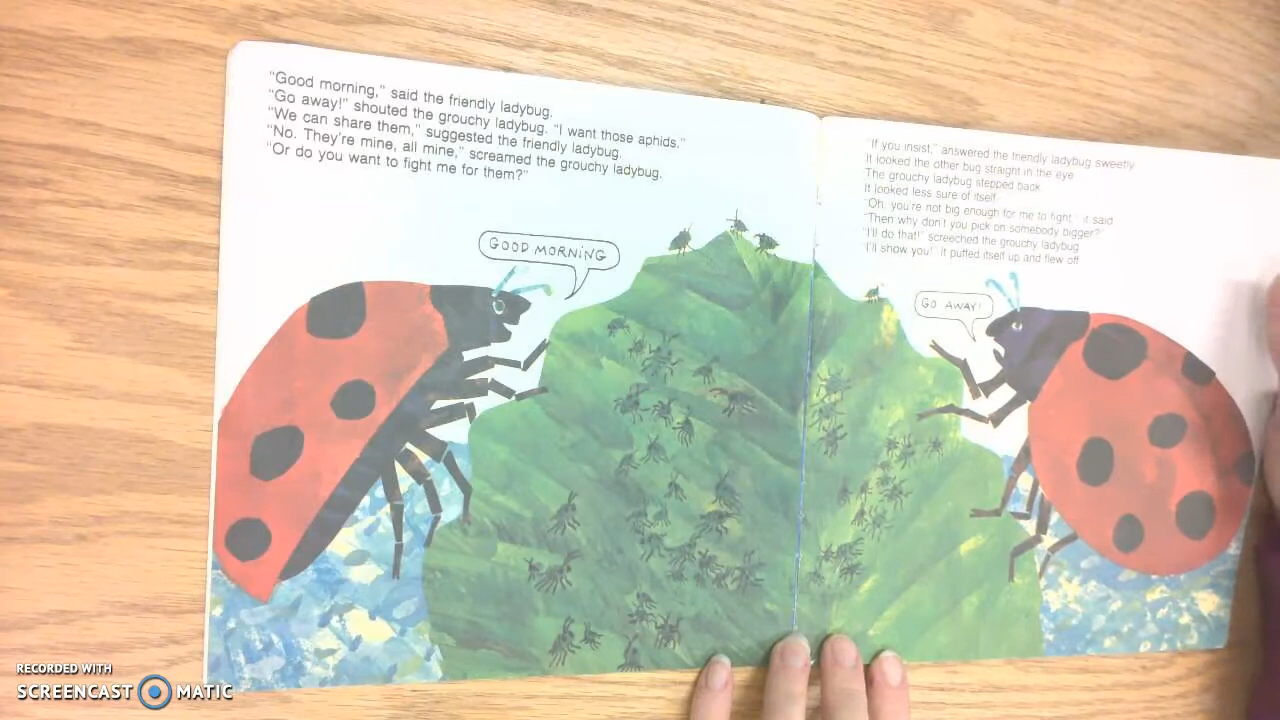 "Good morning," said the friendly ladybug.
"Go away!" shouted the grouchy ladybug. "I want those aphids."
"We can share them," suggested the friendly ladybug.
"No. They're mine, all mine," screamed the grouchy ladybug.
"Or do you want to fight me for them?"
GOOD MORNING
"If you insist," answered the friendly ladybug sweetly.
It looked the other bug straight in the eye.
The grouchy ladybug stepped back.
It looked less sure of itself.
"Oh, you're not big enough for me to fight," it said.
"Then why don't you pick on somebody bigger?"
"I'll do that!" screeched the grouchy ladybug.
"I'll show you!" It puffed itself up and flew off.
GO AWAY!
RECORDED WITH
SCREENCAST MATIC